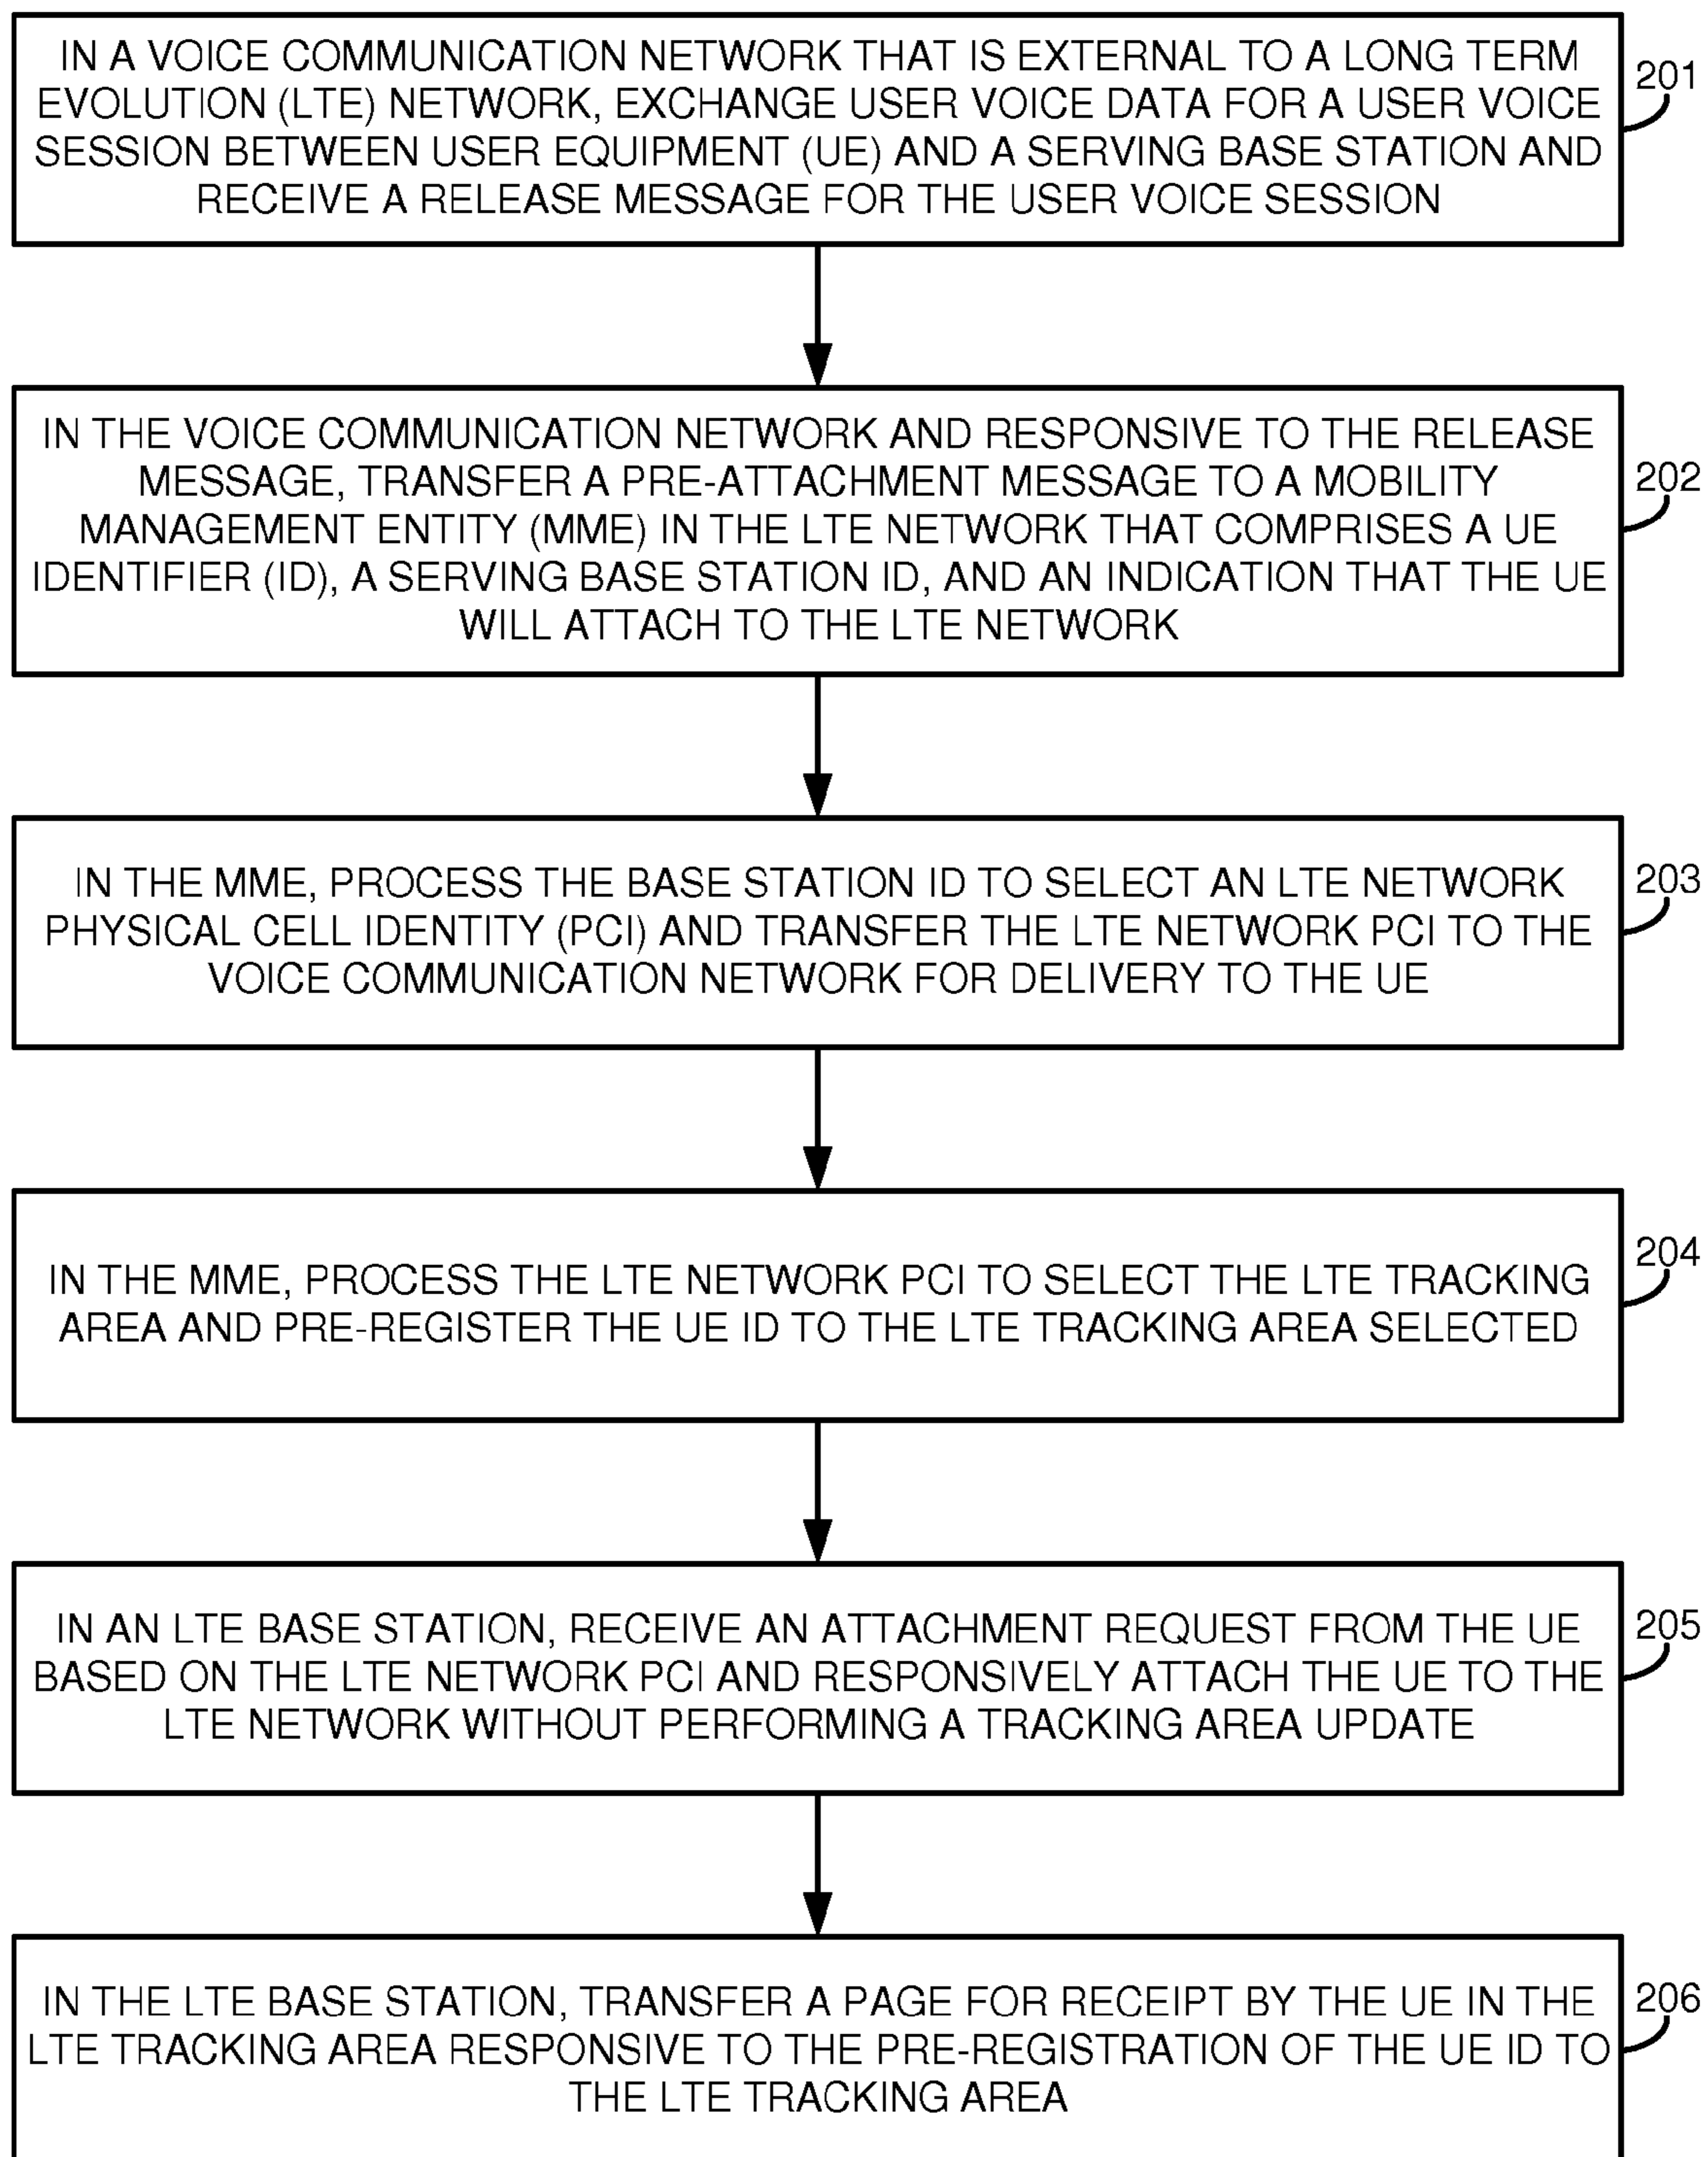 IN A VOICE COMMUNICATION NETWORK THAT IS EXTERNAL TO A LONG TERM
EVOLUTION (LTE) NETWORK, EXCHANGE USER VOICE DATA FOR A USER VOICE
SESSION BETWEEN USER EQUIPMENT (UE) AND A SERVING BASE STATION AND
RECEIVE A RELEASE MESSAGE FOR THE USER VOICE SESSION
201
IN THE VOICE COMMUNICATION NETWORK AND RESPONSIVE TO THE RELEASE
MESSAGE, TRANSFER A PRE-ATTACHMENT MESSAGE TO A MOBILITY
MANAGEMENT ENTITY (MME) IN THE LTE NETWORK THAT COMPRISES A UE
IDENTIFIER (ID), A SERVING BASE STATION ID, AND AN INDICATION THAT THE UE
WILL ATTACH TO THE LTE NETWORK
202
IN THE MME, PROCESS THE BASE STATION ID TO SELECT AN LTE NETWORK
PHYSICAL CELL IDENTITY (PCI) AND TRANSFER THE LTE NETWORK PCI TO THE
VOICE COMMUNICATION NETWORK FOR DELIVERY TO THE UE
203
IN THE MME, PROCESS THE LTE NETWORK PCI TO SELECT THE LTE TRACKING
AREA AND PRE-REGISTER THE UE ID TO THE LTE TRACKING AREA SELECTED
204
IN AN LTE BASE STATION, RECEIVE AN ATTACHMENT REQUEST FROM THE UE
BASED ON THE LTE NETWORK PCI AND RESPONSIVELY ATTACH THE UE TO THE
LTE NETWORK WITHOUT PERFORMING A TRACKING AREA UPDATE
205
IN THE LTE BASE STATION, TRANSFER A PAGE FOR RECEIPT BY THE UE IN THE
LTE TRACKING AREA RESPONSIVE TO THE PRE-REGISTRATION OF THE UE ID TO
THE LTE TRACKING AREA
206